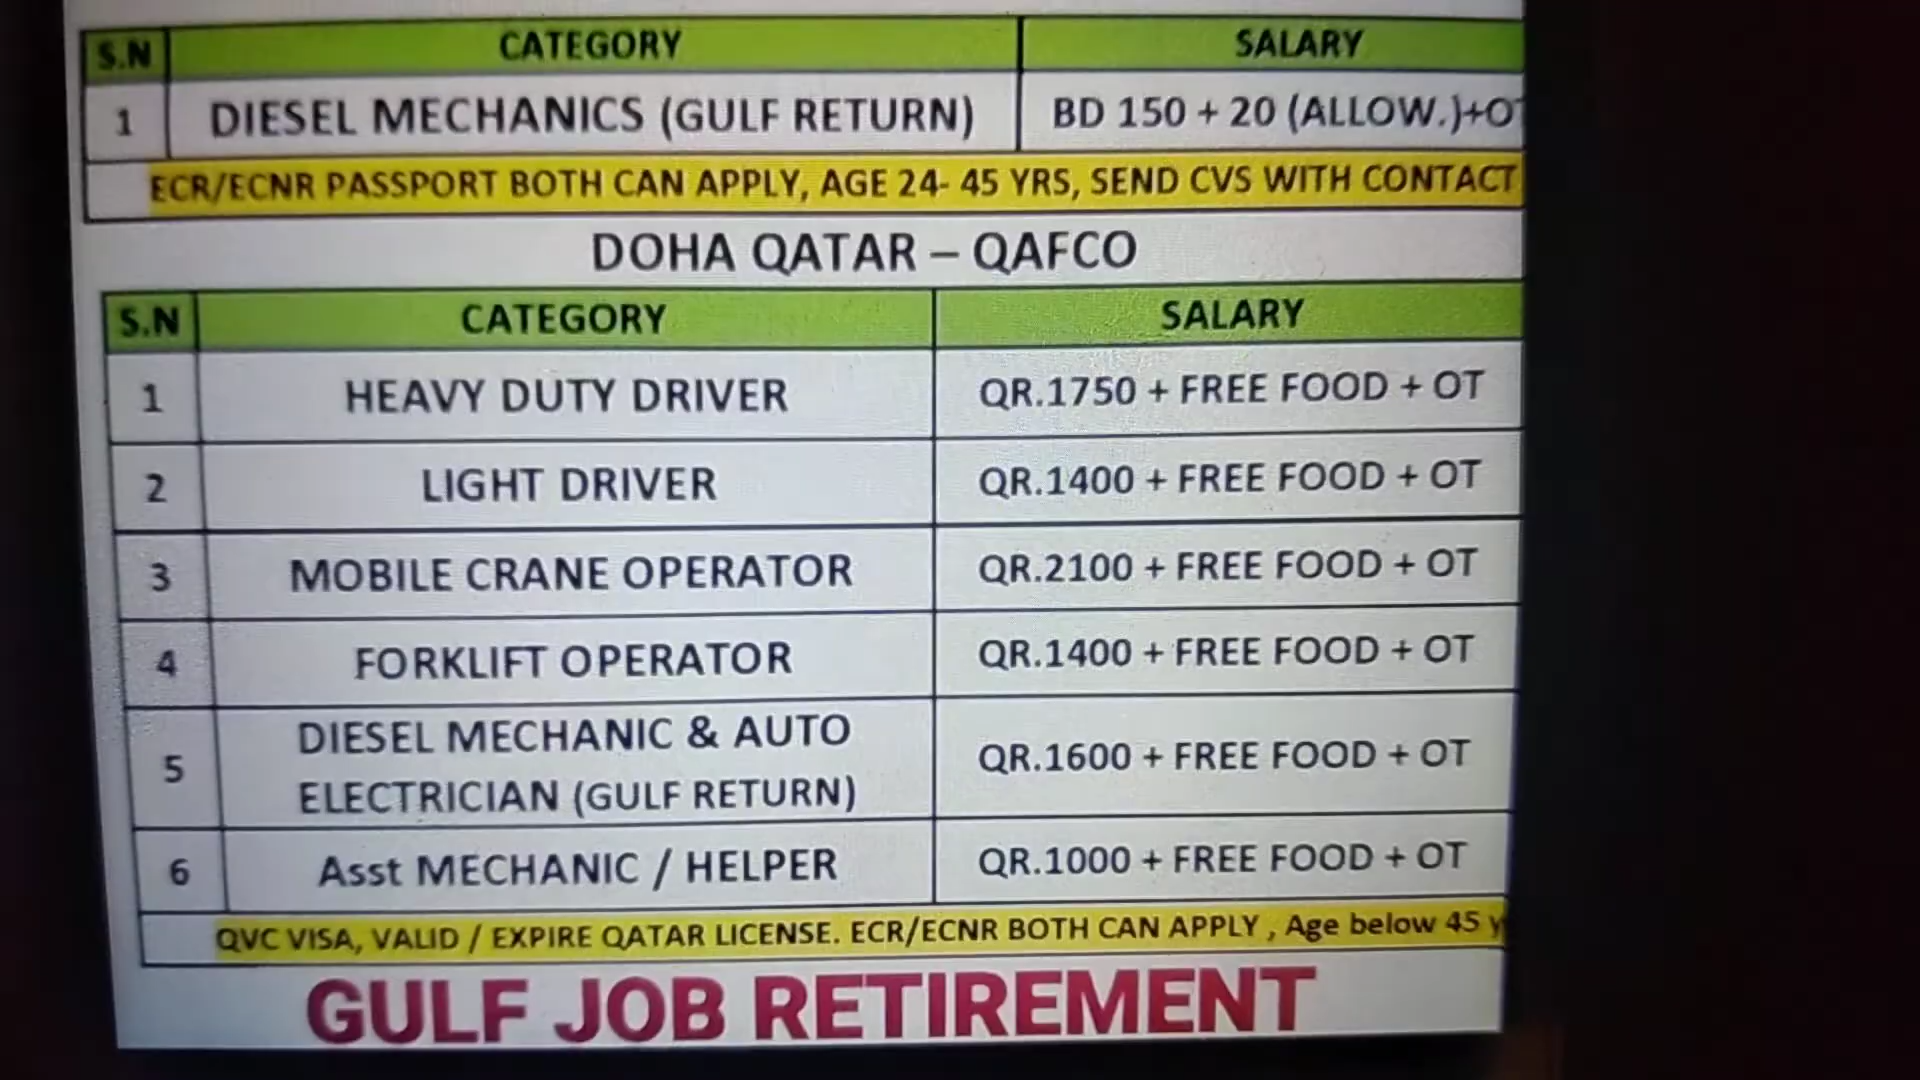 S.N CATEGORY SALARY
1 DIESEL MECHANICS (GULF RETURN) BD 150 + 20 (ALLOW.)+OT
ECR/ECNR PASSPORT BOTH CAN APPLY, AGE 24- 45 YRS, SEND CVS WITH CONTACT
DOHA QATAR – QAFCO
S.N CATEGORY SALARY
1 HEAVY DUTY DRIVER QR.1750 + FREE FOOD + OT
2 LIGHT DRIVER QR.1400 + FREE FOOD + OT
3 MOBILE CRANE OPERATOR QR.2100 + FREE FOOD + OT
4 FORKLIFT OPERATOR QR.1400 + FREE FOOD + OT
DIESEL MECHANIC & AUTO
5 ELECTRICIAN (GULF RETURN) QR.1600 + FREE FOOD + OT
6 Asst MECHANIC / HELPER QR.1000 + FREE FOOD + OT
QVC VISA, VALID / EXPIRE QATAR LICENSE. ECR/ECNR BOTH CAN APPLY , Age below 45 y
GULF JOB RETIREMENT